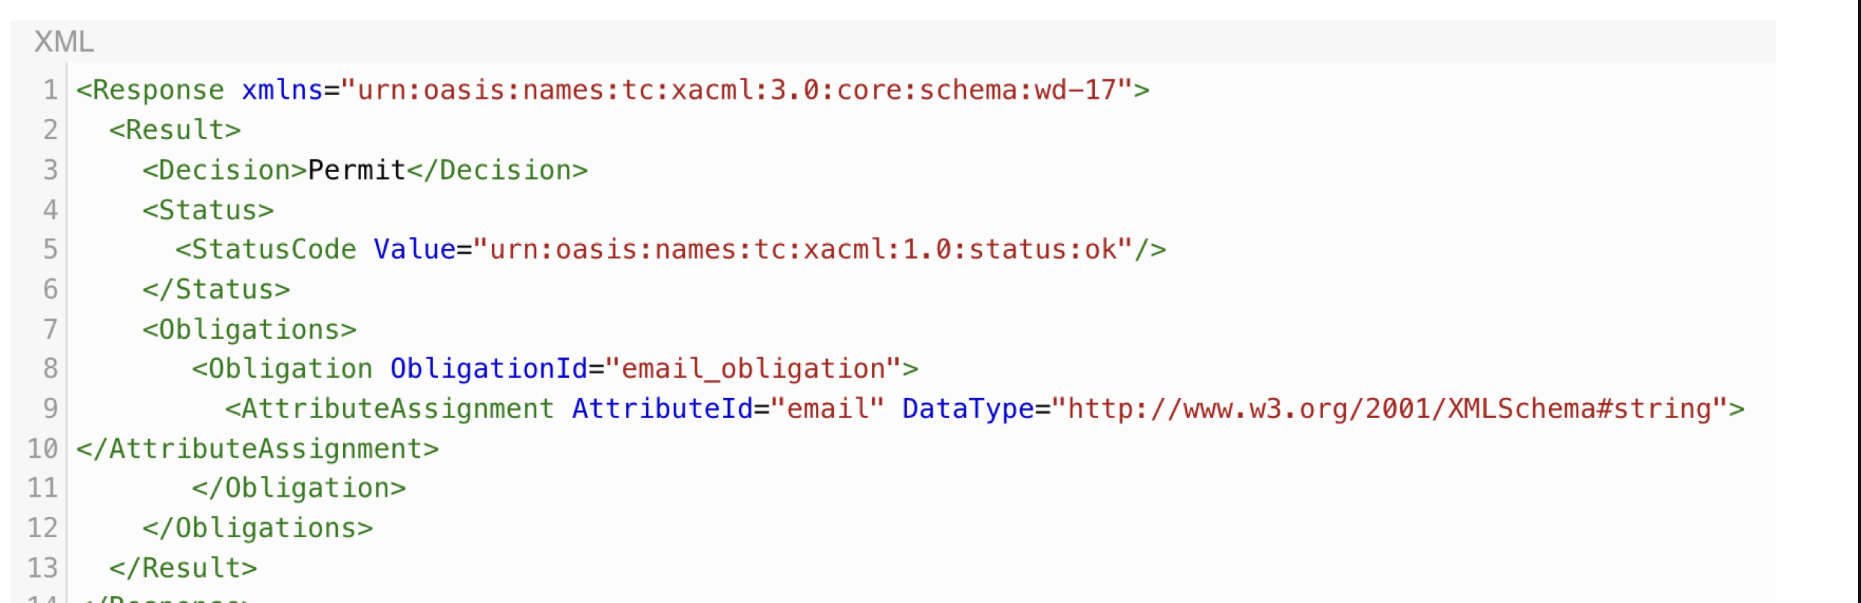 XML
1 <Response xmlns="urn:oasis:names:tc:xacml:3.0:core:schema:wd-17">
2   <Result>
3     <Decision>Permit</Decision>
4     <Status>
5       <StatusCode Value="urn:oasis:names:tc:xacml:1.0:status:ok"/>
6     </Status>
7     <Obligations>
8        <Obligation ObligationId="email_obligation">
9          <AttributeAssignment AttributeId="email" DataType="http://www.w3.org/2001/XMLSchema#string">
10 </AttributeAssignment>
11        </Obligation>
12     </Obligations>
13   </Result>
14 </Response>